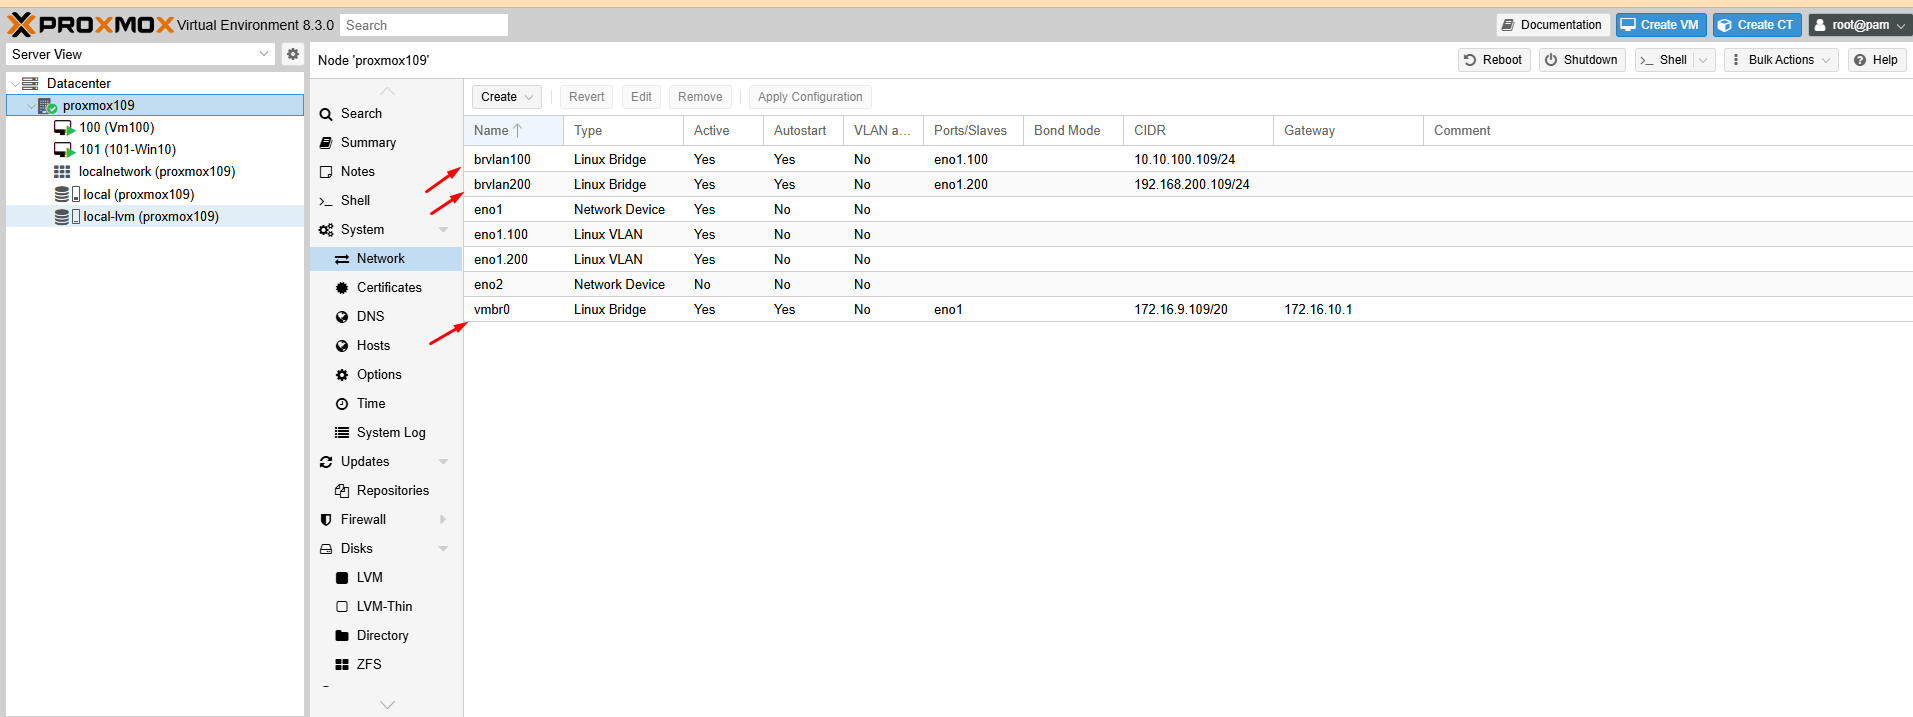 PROXMOX Virtual Environment 8.3.0 Search Documentation Create VM Create CT root@pam
Server View
Node 'proxmox109' Reboot Shutdown Shell Bulk Actions Help
Datacenter
proxmox109
100 (Vm100)
101 (101-Win10)
localnetwork (proxmox109)
local (proxmox109)
local-lvm (proxmox109)
Search
Summary
Notes
Shell
System
Network
Certificates
DNS
Hosts
Options
Time
System Log
Updates
Repositories
Firewall
Disks
LVM
LVM-Thin
Directory
ZFS
Create Revert Edit Remove Apply Configuration
Name Type Active Autostart VLAN a... Ports/Slaves Bond Mode CIDR Gateway Comment
brvlan100 Linux Bridge Yes Yes No eno1.100 10.10.100.109/24
brvlan200 Linux Bridge Yes Yes No eno1.200 192.168.200.109/24
eno1 Network Device Yes No No
eno1.100 Linux VLAN Yes No No
eno1.200 Linux VLAN Yes No No
eno2 Network Device No No No
vmbr0 Linux Bridge Yes Yes No eno1 172.16.9.109/20 172.16.10.1